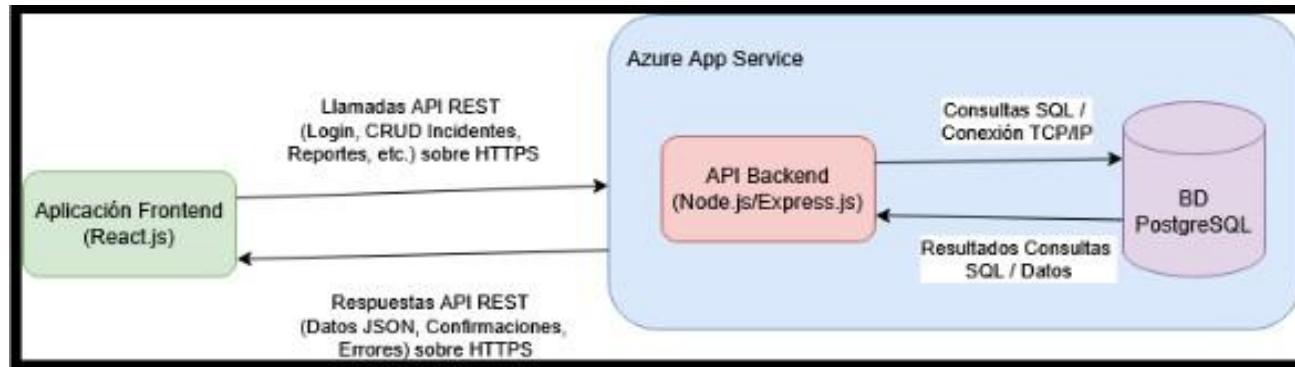 Azure App Service
Llamadas API REST
(Login, CRUD Incidentes,
Reportes, etc.) sobre HTTPS
Consultas SQL /
Conexión TCP/IP
Aplicación Frontend
(React.js)
API Backend
(Node.js/Express.js)
BD
PostgreSQL
Resultados Consultas
SQL / Datos
Respuestas API REST
(Datos JSON, Confirmaciones,
Errores) sobre HTTPS